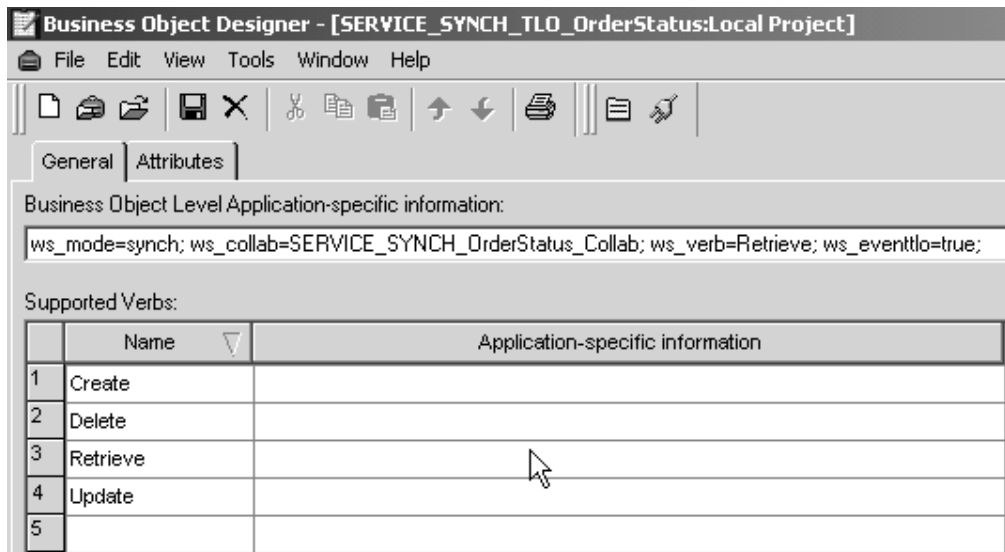 Business Object Designer - [SERVICE_SYNCH_TLO_OrderStatus:Local Project]
File Edit View Tools Window Help
General Attributes
Business Object Level Application-specific information:
ws_mode=synch; ws_collab=SERVICE_SYNCH_OrderStatus_Collab; ws_verb=Retrieve; ws_eventtlo=true;
Supported Verbs:
Name Application-specific information
1 Create
2 Delete
3 Retrieve
4 Update
5